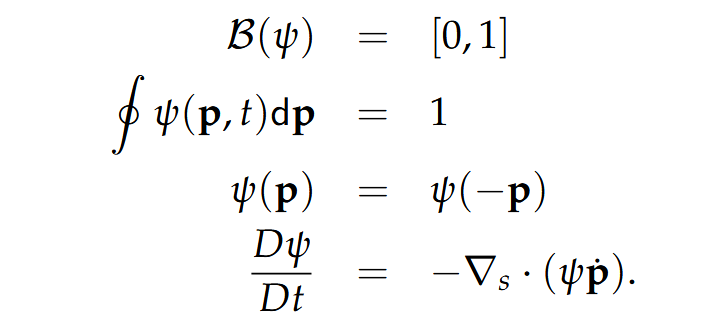 ℬ(ψ) = [0, 1]
∮ ψ(𝐩, t)d𝐩 = 1
ψ(𝐩) = ψ(−𝐩)
Dψ/Dt = −∇ₛ · (ψ𝐩̇).